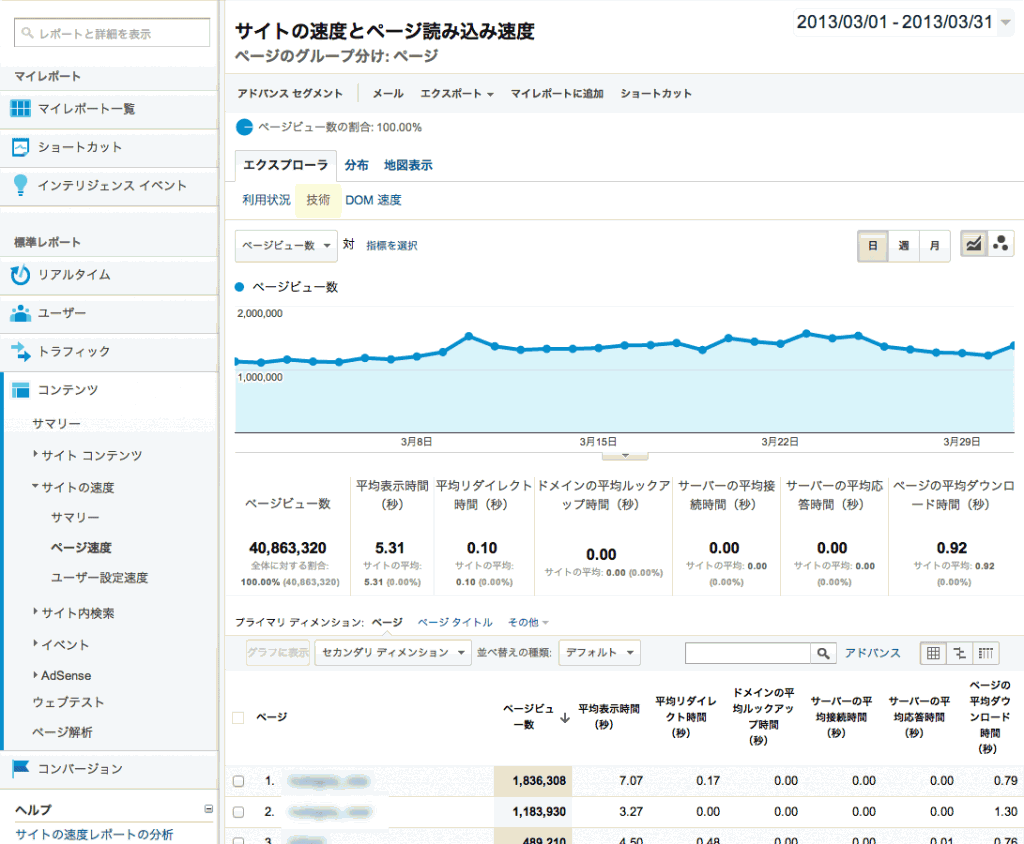 レポートと詳細を表示
マイレポート
マイレポート一覧
ショートカット
インテリジェンス イベント
標準レポート
リアルタイム
ユーザー
トラフィック
コンテンツ
サマリー
サイト コンテンツ
サイトの速度
サマリー
ページ速度
ユーザー設定速度
サイト内検索
イベント
AdSense
ウェブテスト
ページ解析
コンバージョン
ヘルプ
サイトの速度レポートの分析
サイトの速度とページ読み込み速度
2013/03/01 - 2013/03/31
ページのグループ分け: ページ
アドバンス セグメント メール エクスポート マイレポートに追加 ショートカット
ページビュー数の割合: 100.00%
エクスプローラ 分布 地図表示
利用状況 技術 DOM 速度
ページビュー数 対 指標を選択
日 週 月
ページビュー数
2,000,000
1,000,000
3月8日 3月15日 3月22日 3月29日
ページビュー数
40,863,320
全体に対する割合:
100.00% (40,863,320)
平均表示時間
（秒）
5.31
サイトの平均:
5.31 (0.00%)
平均リダイレクト
時間（秒）
0.10
サイトの平均:
0.10 (0.00%)
ドメインの平均ルックア
ップ時間（秒）
0.00
サイトの平均: 0.00 (0.00%)
サーバーの平均接
続時間（秒）
0.00
サイトの平均: 0.00
(0.00%)
サーバーの平均応
答時間（秒）
0.00
サイトの平均: 0.00
(0.00%)
ページの平均ダウンロ
ード時間（秒）
0.92
サイトの平均: 0.92
(0.00%)
プライマリ ディメンション: ページ ページ タイトル その他
グラフに表示 セカンダリ ディメンション 並べ替えの種類: デフォルト アドバンス
ページ
ページビュ
ー数
平均表示時間
（秒）
平均リダイレ
クト時間
（秒）
ドメインの平
均ルックアッ
プ時間
（秒）
サーバーの平
均接続時間
（秒）
サーバーの平
均応答時間
（秒）
ページの
平均ダウ
ンロード
時間
（秒）
1. 1,836,308 7.07 0.17 0.00 0.00 0.00 0.79
2. 1,183,930 3.27 0.00 0.00 0.00 0.00 1.30
3. 489,210 4.50 0.48 0.00 0.00 0.01 0.76